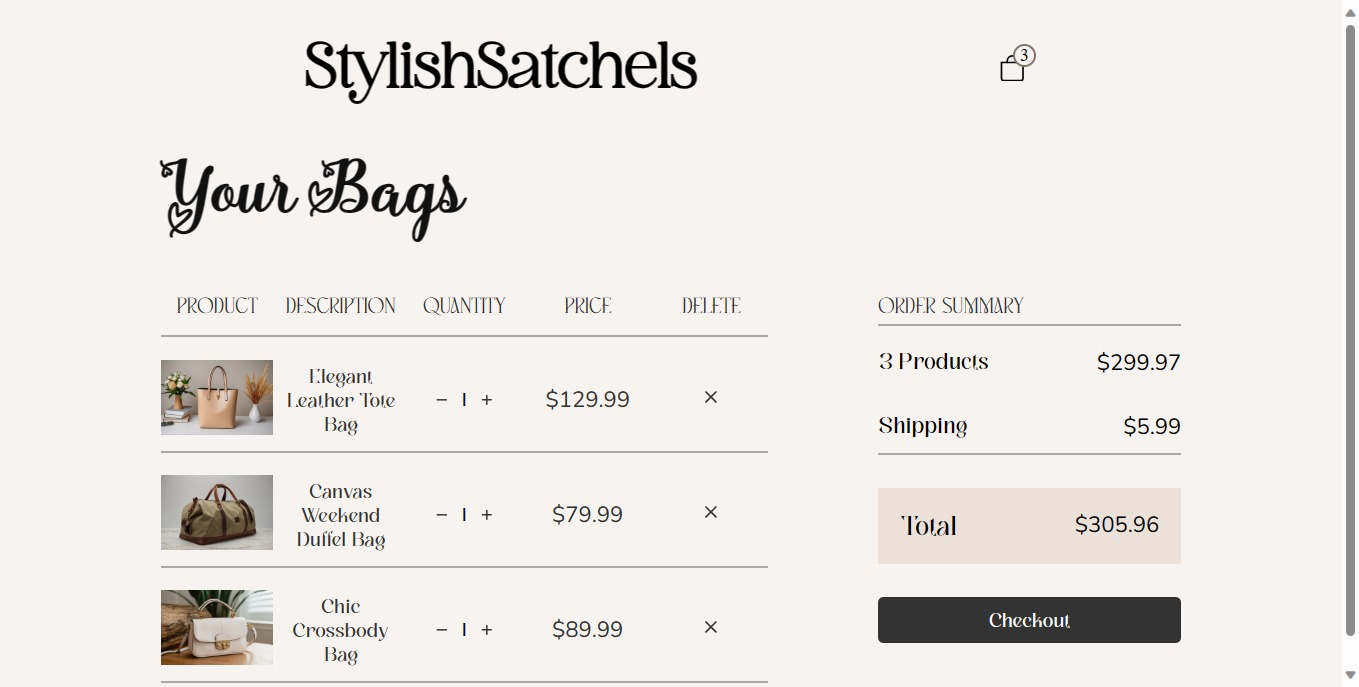 StylishSatchels
3
Your Bags
PRODUCT DESCRIPTION QUANTITY PRICE DELETE
Elegant
Leather Tote
Bag
− 1 +
$129.99
×
Canvas
Weekend
Duffel Bag
− 1 +
$79.99
×
Chic
Crossbody
Bag
− 1 +
$89.99
×
ORDER SUMMARY
3 Products $299.97
Shipping $5.99
Total $305.96
Checkout